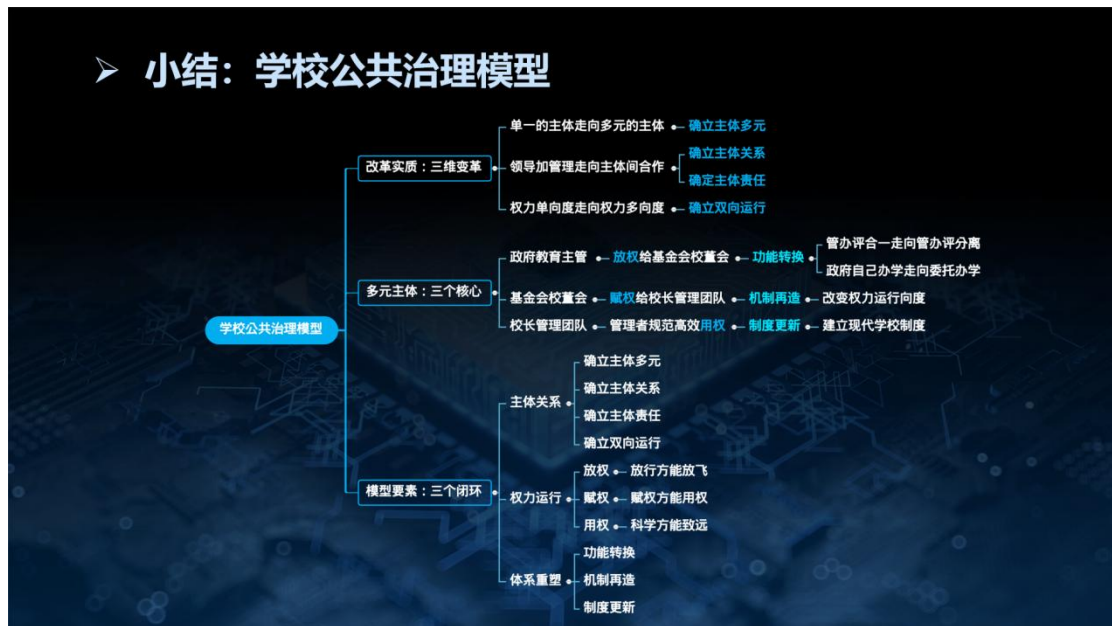 ➢ 小结：学校公共治理模型
学校公共治理模型
改革实质：三维变革
单一的主体走向多元的主体
确立主体多元
领导加管理走向主体间合作
确立主体关系
确定主体责任
权力单向度走向权力多向度
确立双向运行
多元主体：三个核心
政府教育主管
放权给基金会校董会
功能转换
管办评合一走向管办评分离
政府自己办学走向委托办学
基金会校董会
赋权给校长管理团队
机制再造
改变权力运行向度
校长管理团队
管理者规范高效用权
制度更新
建立现代学校制度
模型要素：三个闭环
主体关系
确立主体多元
确立主体关系
确立主体责任
确立双向运行
权力运行
放权
放行方能放飞
赋权
赋权方能用权
用权
科学方能致远
体系重塑
功能转换
机制再造
制度更新